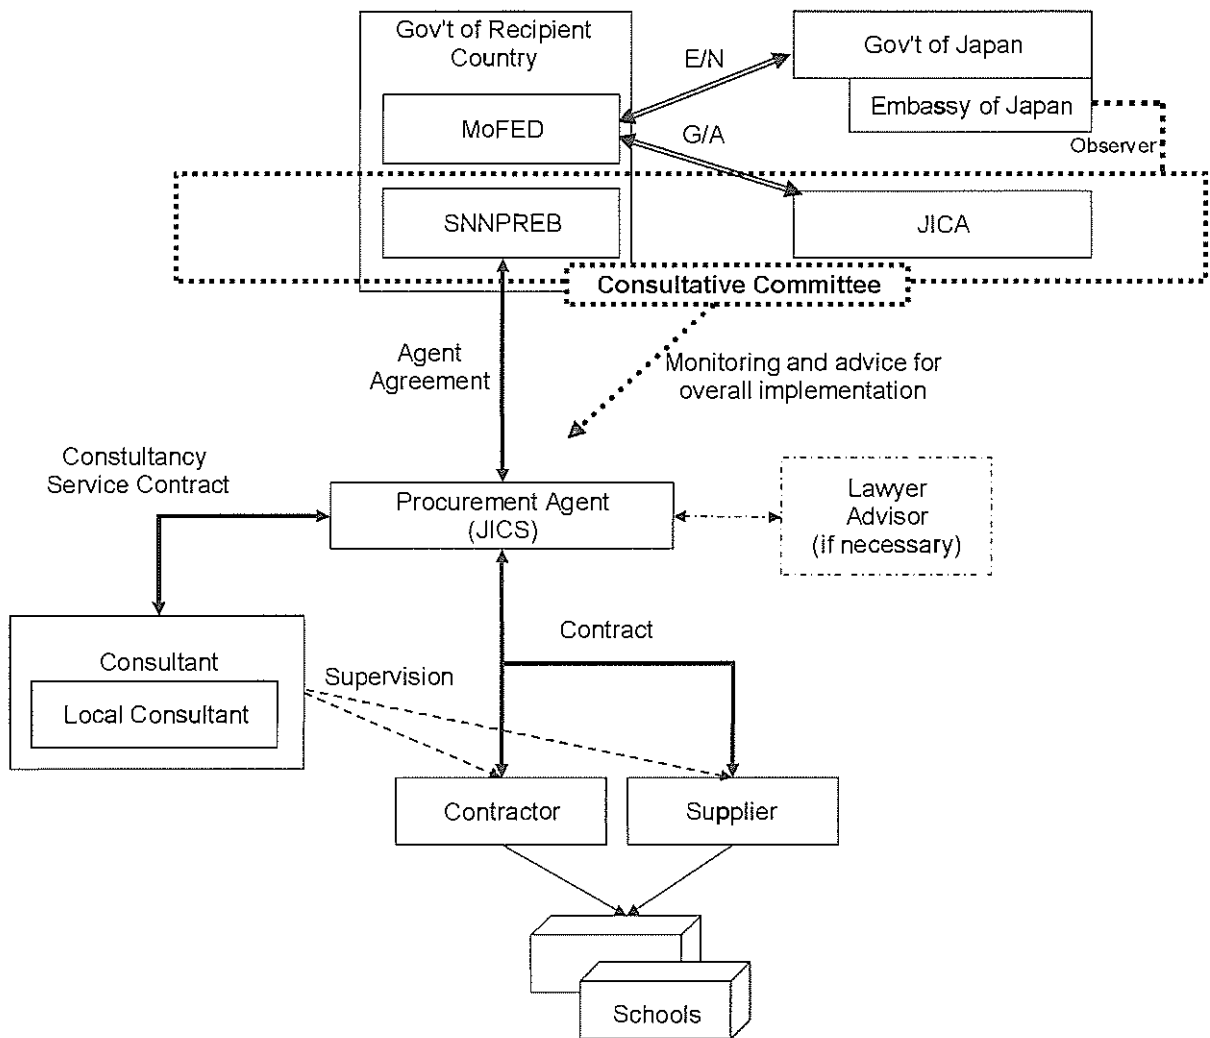 Gov't of Recipient
Country
E/N
Gov't of Japan
MoFED
Embassy of Japan
G/A
Observer
SNNPREB
JICA
Consultative Committee
Agent
Agreement
Monitoring and advice for
overall implementation
Constultancy
Service Contract
Procurement Agent
(JICS)
Lawyer
Advisor
(if necessary)
Contract
Consultant
Supervision
Local Consultant
Contractor
Supplier
Schools